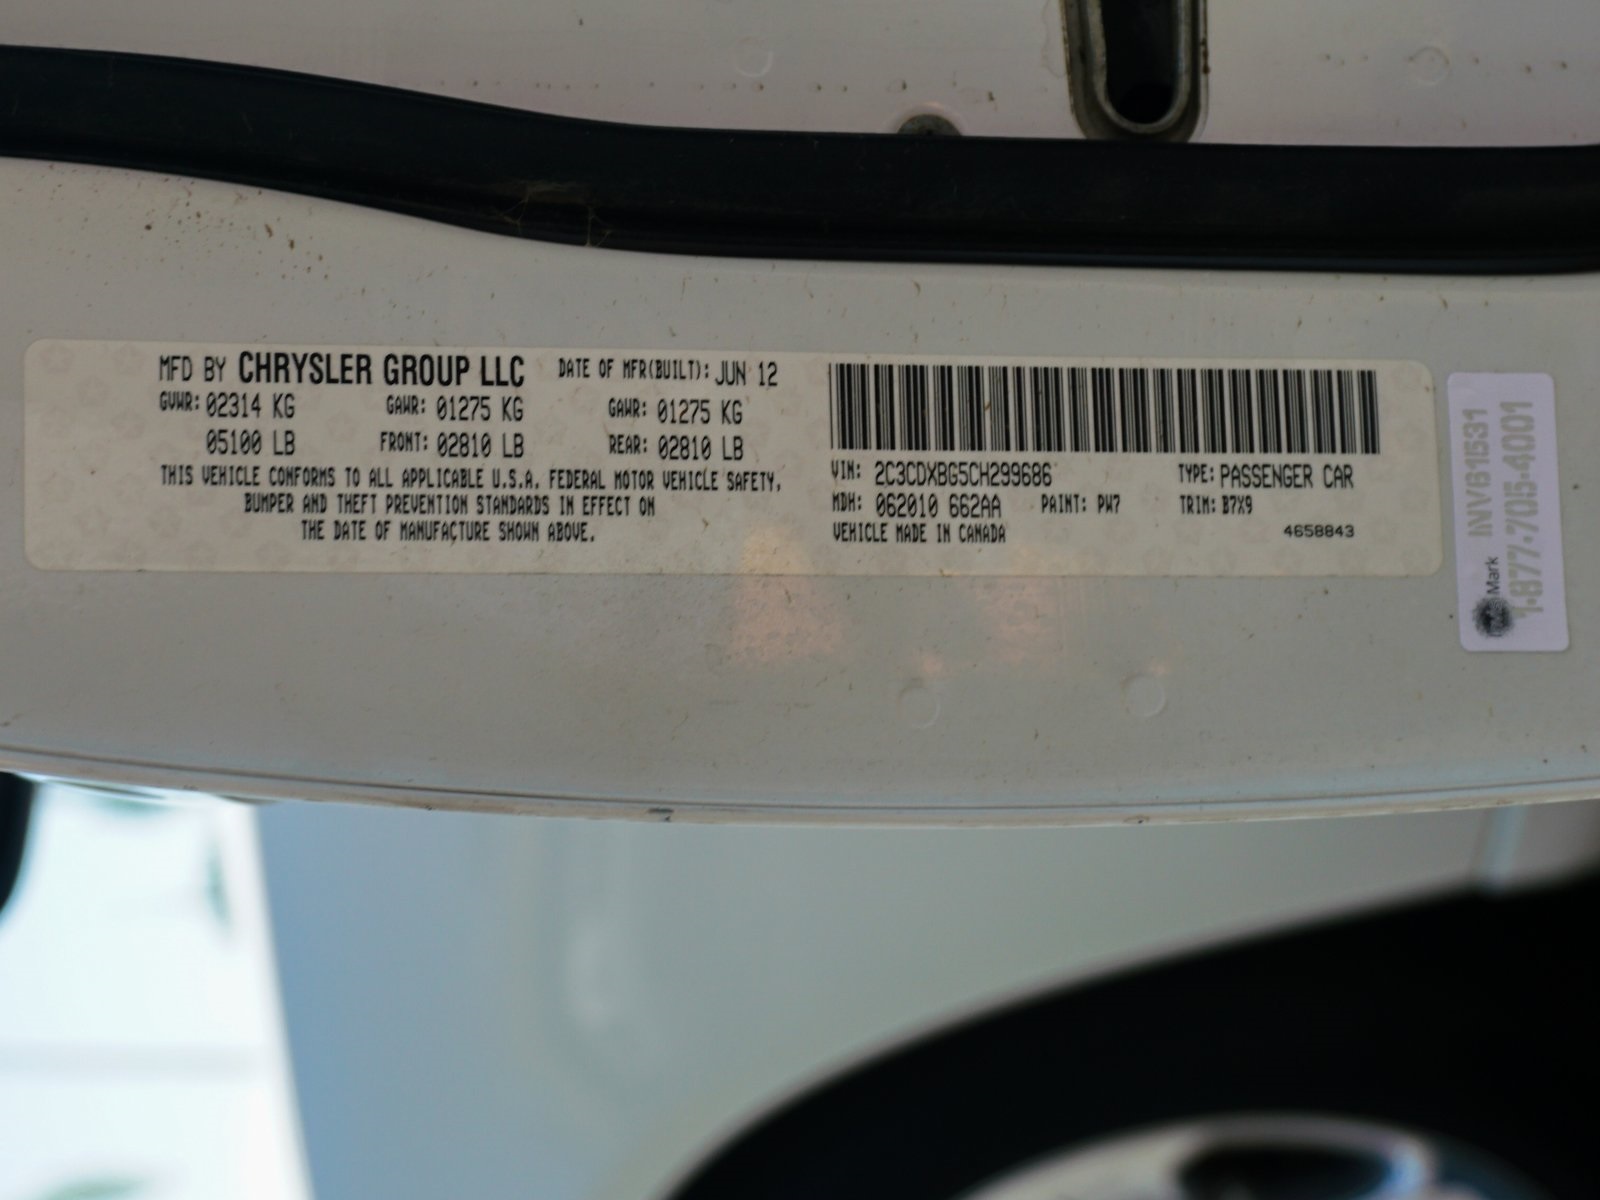 MFD BY CHRYSLER GROUP LLC DATE OF MFR(BUILT): JUN 12
GVWR: 02314 KG GAWR: 01275 KG GAWR: 01275 KG
05100 LB FRONT: 02810 LB REAR: 02810 LB
THIS VEHICLE CONFORMS TO ALL APPLICABLE U.S.A. FEDERAL MOTOR VEHICLE SAFETY,
BUMPER AND THEFT PREVENTION STANDARDS IN EFFECT ON
THE DATE OF MANUFACTURE SHOWN ABOVE.
VIN: 2C3CDXBG5CH299686 TYPE: PASSENGER CAR
MDH: 062010 662AA PAINT: PW7 TRIM: B7X9
VEHICLE MADE IN CANADA 4658843
Mark INV61531
1-877-705-4001